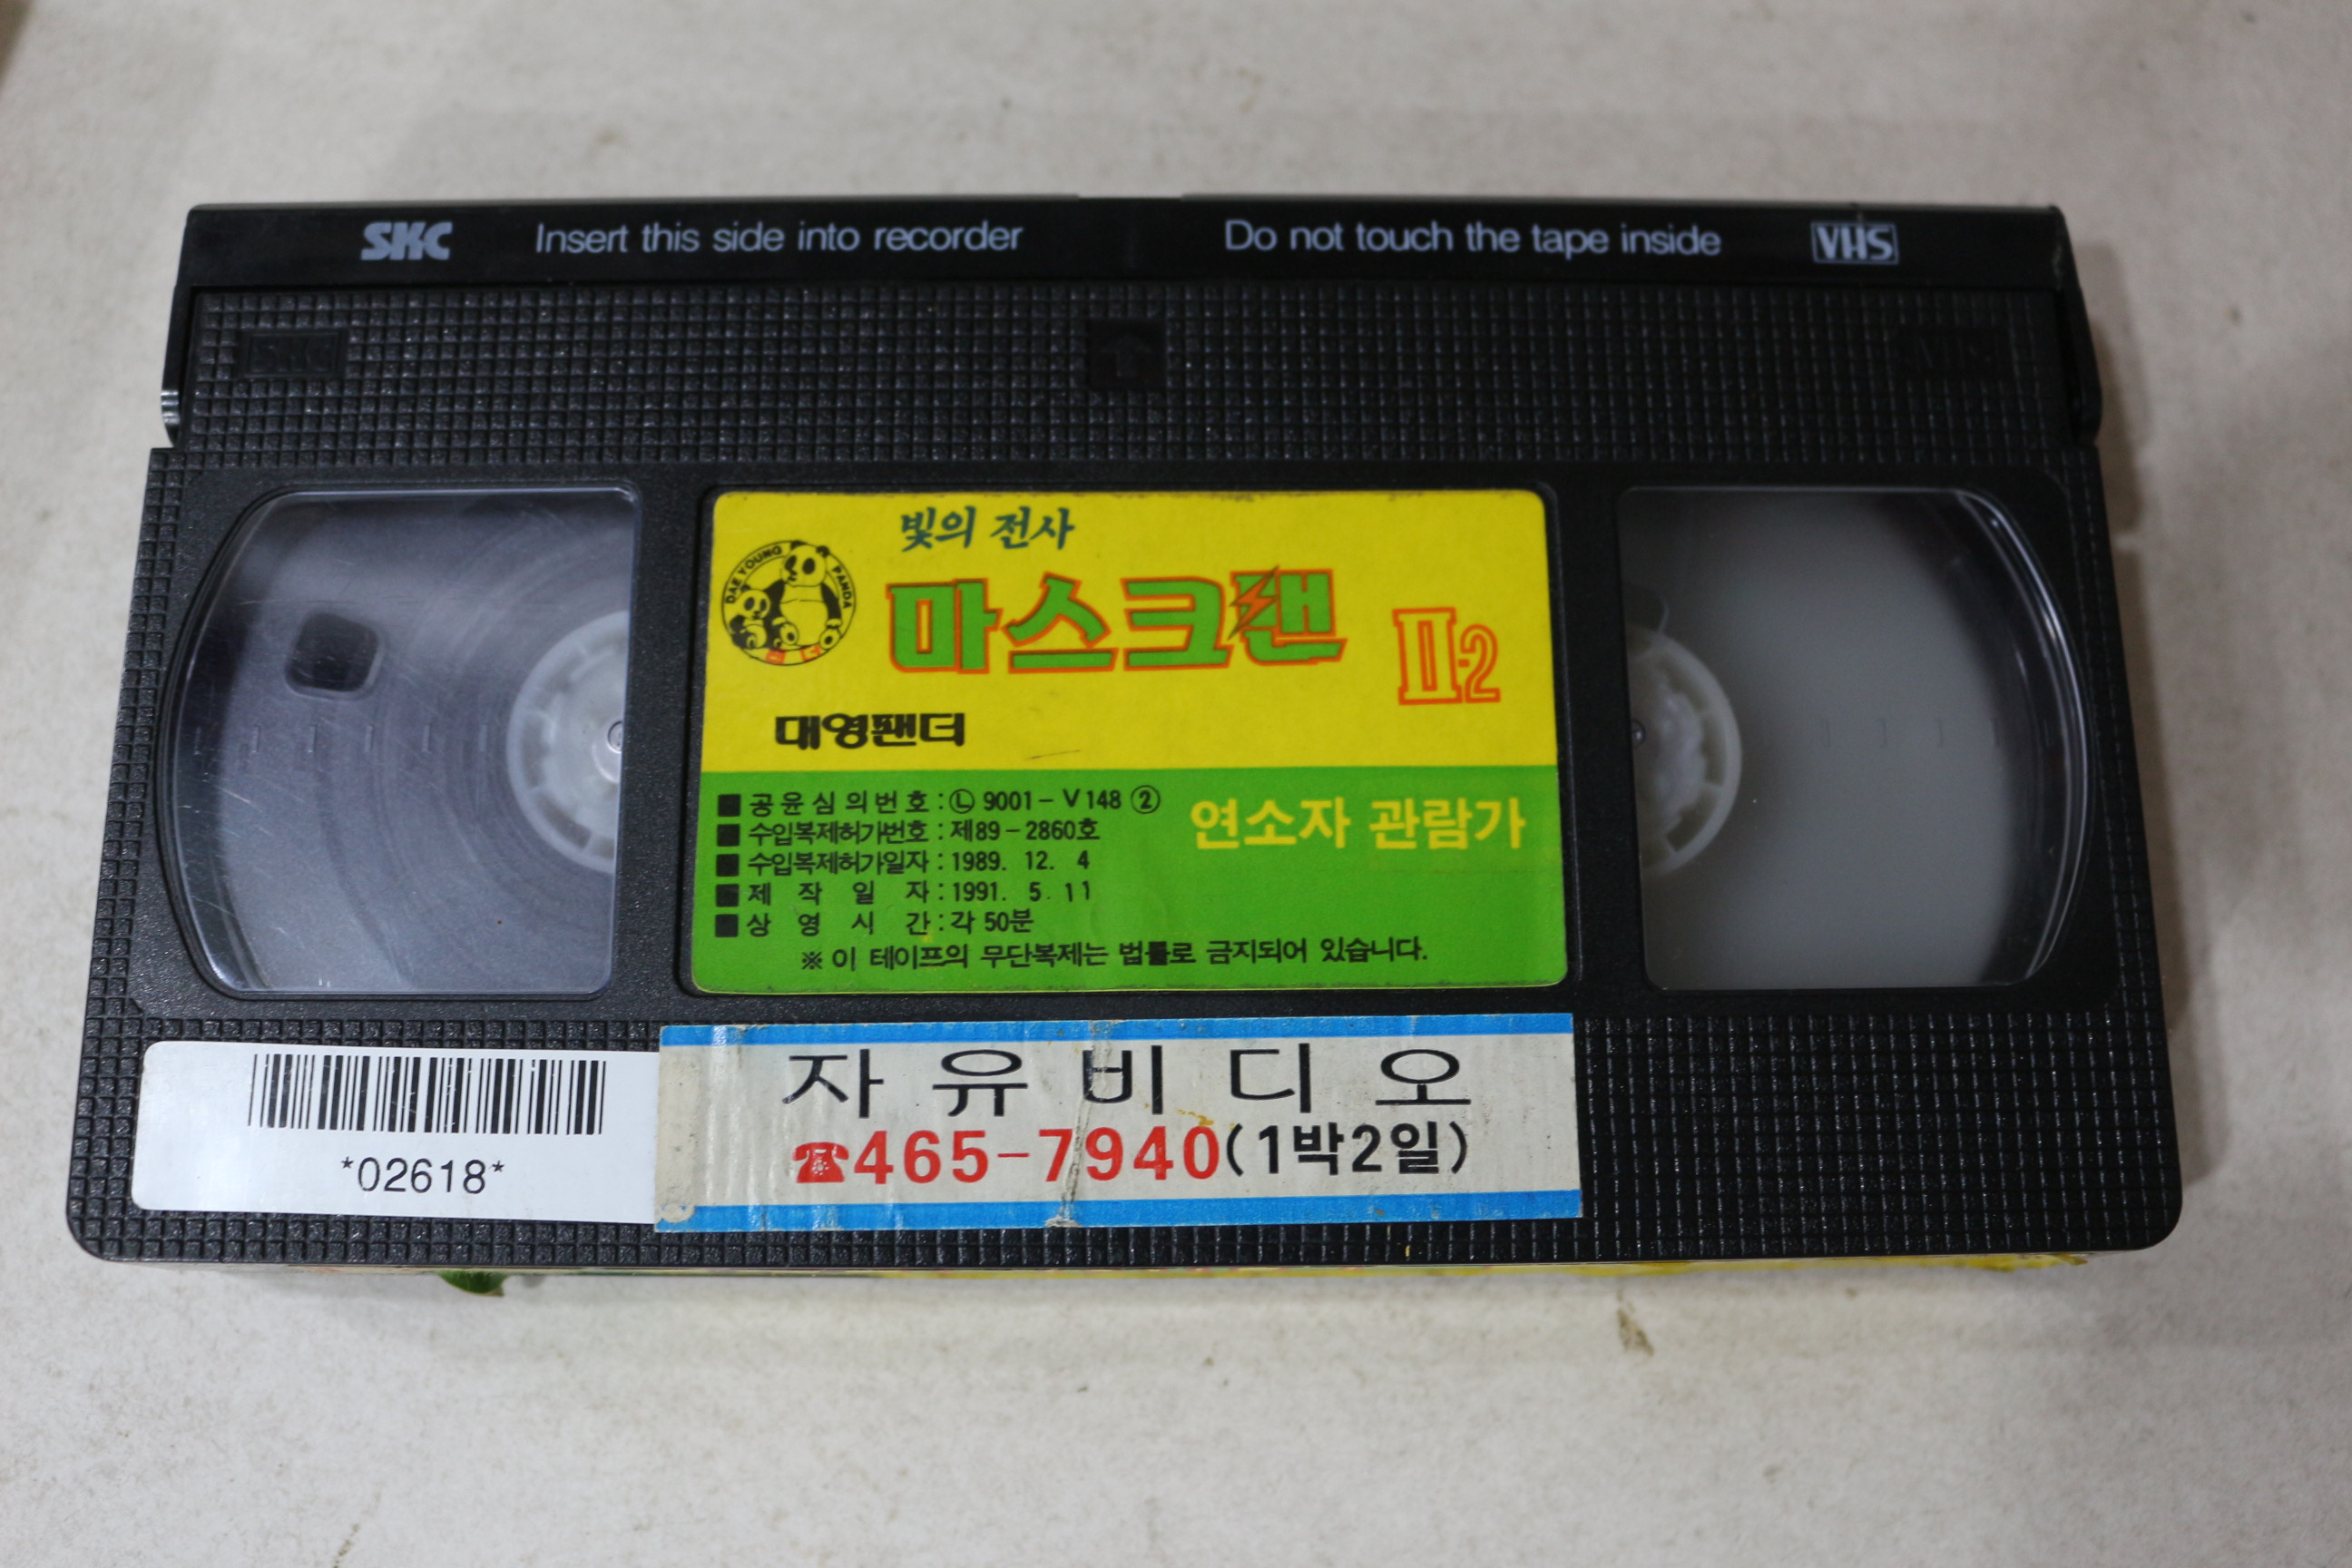 SKC Insert this side into recorder Do not touch the tape inside VHS
SKC
빛의 전사
DAE YOUNG PANDA
마스크맨 II-2
대영팬더
■ 공윤심의번호 : Ⓛ 9001-V148 ②
연소자 관람가
■ 수입복제허가번호 : 제89-2860호
■ 수입복제허가일자 : 1989. 12. 4
■ 제작일자 : 1991. 5. 11
■ 상영시간 : 각 50분
※ 이 테이프의 무단복제는 법률로 금지되어 있습니다.
자유비디오
☎465-7940(1박2일)
*02618*